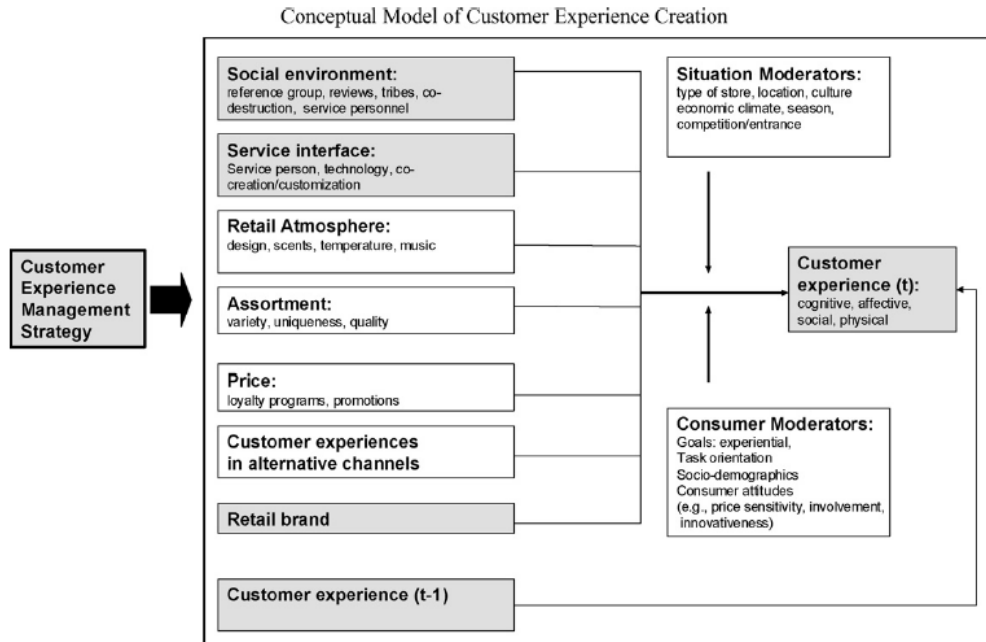 Conceptual Model of Customer Experience Creation
Customer
Experience
Management
Strategy
Social environment:
reference group, reviews, tribes, co-
destruction, service personnel
Service interface:
Service person, technology, co-
creation/customization
Retail Atmosphere:
design, scents, temperature, music
Assortment:
variety, uniqueness, quality
Price:
loyalty programs, promotions
Customer experiences
in alternative channels
Retail brand
Customer experience (t-1)
Situation Moderators:
type of store, location, culture
economic climate, season,
competition/entrance
Customer
experience (t):
cognitive, affective,
social, physical
Consumer Moderators:
Goals: experiential,
Task orientation
Socio-demographics
Consumer attitudes
(e.g., price sensitivity, involvement,
innovativeness)